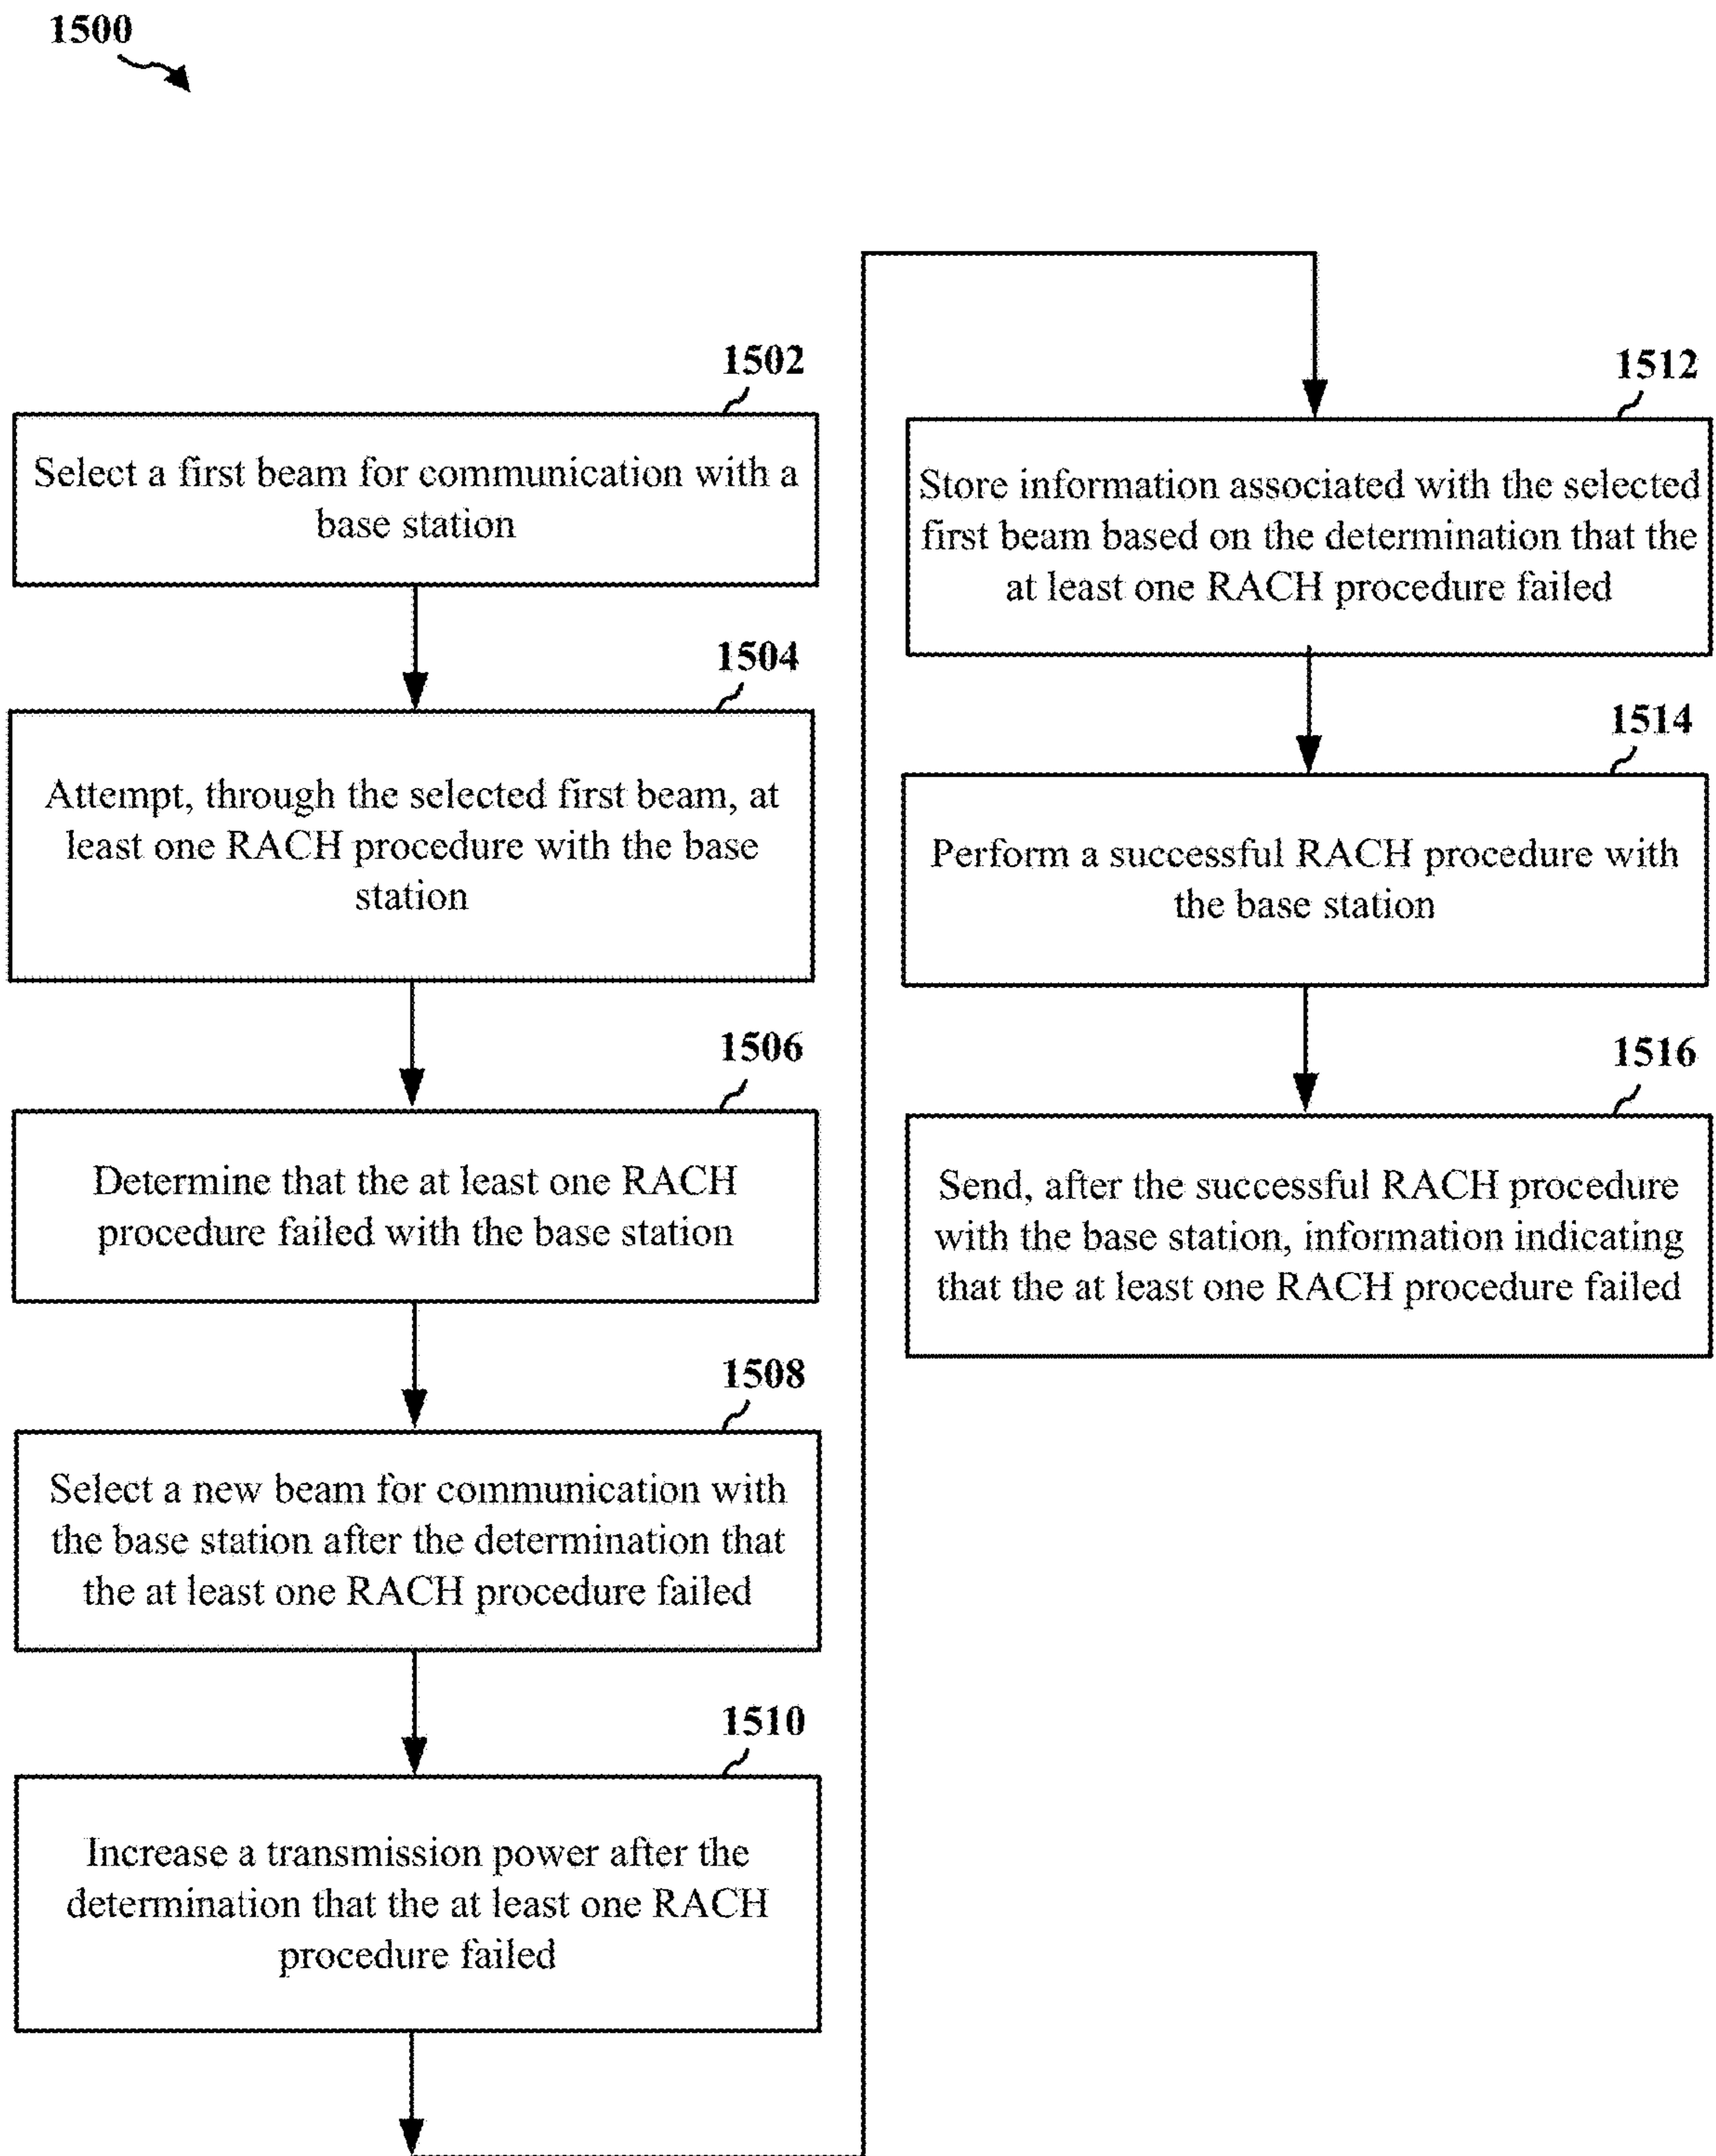 1500
1502
Select a first beam for communication with a
base station
1504
Attempt, through the selected first beam, at
least one RACH procedure with the base
station
1506
Determine that the at least one RACH
procedure failed with the base station
1508
Select a new beam for communication with
the base station after the determination that
the at least one RACH procedure failed
1510
Increase a transmission power after the
determination that the at least one RACH
procedure failed
1512
Store information associated with the selected
first beam based on the determination that the
at least one RACH procedure failed
1514
Perform a successful RACH procedure with
the base station
1516
Send, after the successful RACH procedure
with the base station, information indicating
that the at least one RACH procedure failed